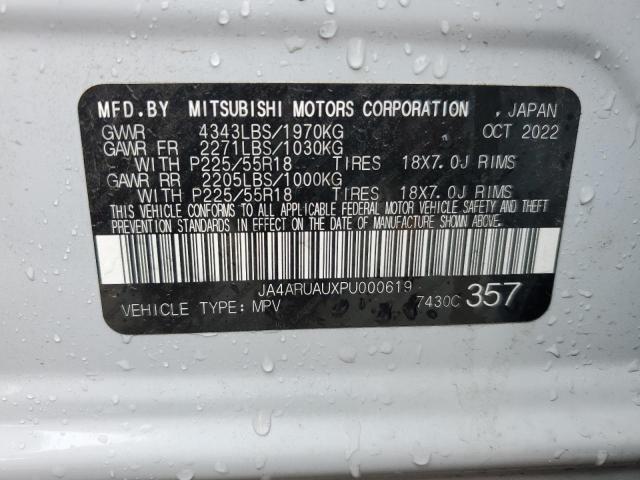 MFD.BY MITSUBISHI MOTORS CORPORATION , JAPAN
GVWR 4343LBS/1970KG OCT 2022
GAWR FR 2271LBS/1030KG
WITH P225/55R18 TIRES 18X7.0J RIMS
GAWR RR 2205LBS/1000KG
WITH P225/55R18 TIRES 18X7.0J RIMS
THIS VEHICLE CONFORMS TO ALL APPLICABLE FEDERAL MOTOR VEHICLE SAFETY AND THEFT
PREVENTION STANDARDS IN EFFECT ON THE DATE OF MANUFACTURE SHOWN ABOVE.
JA4ARUAUXPU000619
VEHICLE TYPE: MPV 7430C 357